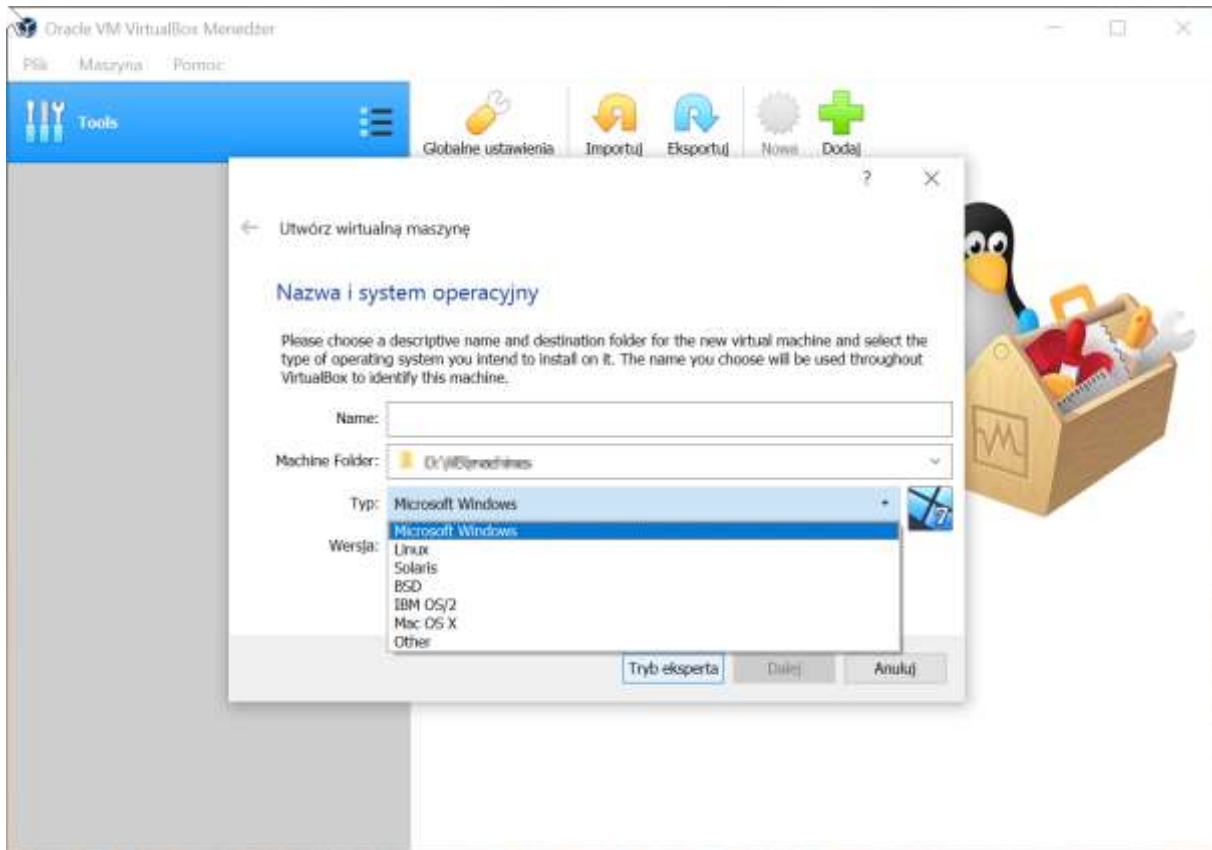 Oracle VM VirtualBox Menedżer
Plik Maszyna Pomoc
Tools
Globalne ustawienia Importuj Eksportuj Nowa Dodaj
?
Utwórz wirtualną maszynę
Nazwa i system operacyjny
Please choose a descriptive name and destination folder for the new virtual machine and select the
type of operating system you intend to install on it. The name you choose will be used throughout
VirtualBox to identify this machine.
Name:
Machine Folder:
Typ: Microsoft Windows
7
Microsoft Windows
Wersja:
Linux
Solaris
BSD
IBM OS/2
Mac OS X
Other
Tryb eksperta Dalej Anuluj